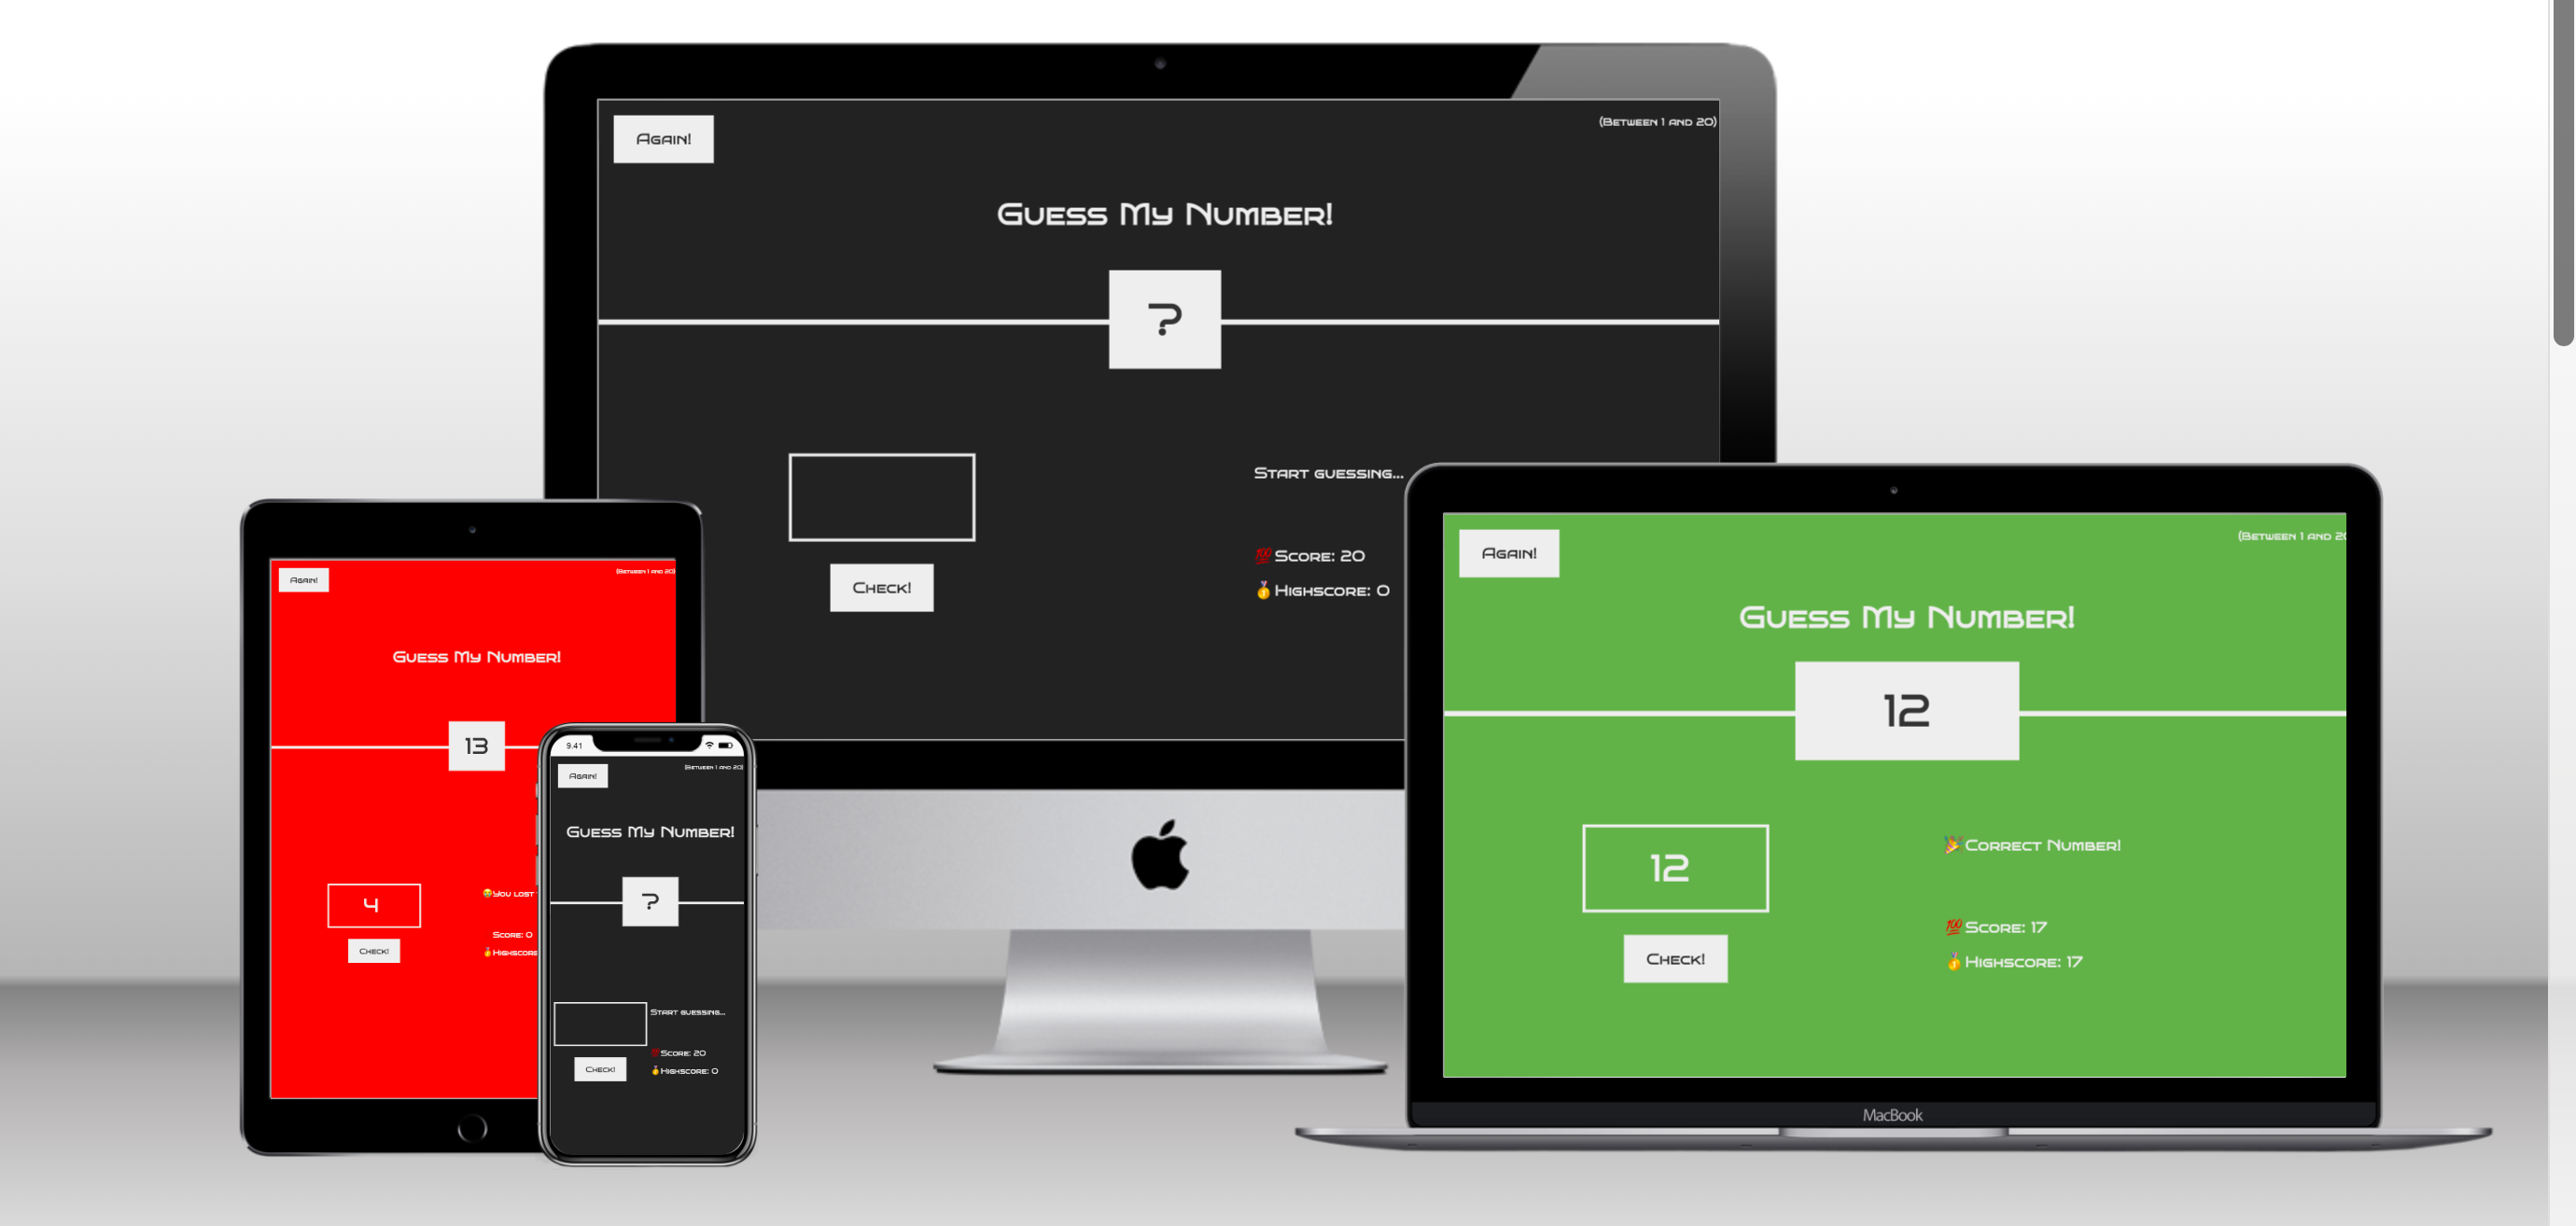 Again!
(Between 1 and 20)
Guess My Number!
?
Start guessing...
💯Score: 20
🥇Highscore: 0
Check!
Again!
(Between 1 and 20)
Guess My Number!
13
4
😭You lost
Score: 0
🥇Highscore
Check!
9.41
Again!
(Between 1 and 20)
Guess My Number!
?
Start guessing...
💯Score: 20
🥇Highscore: 0
Check!
Again!
(Between 1 and 20
Guess My Number!
12
12
🎉Correct Number!
💯Score: 17
🥇Highscore: 17
Check!
MacBook